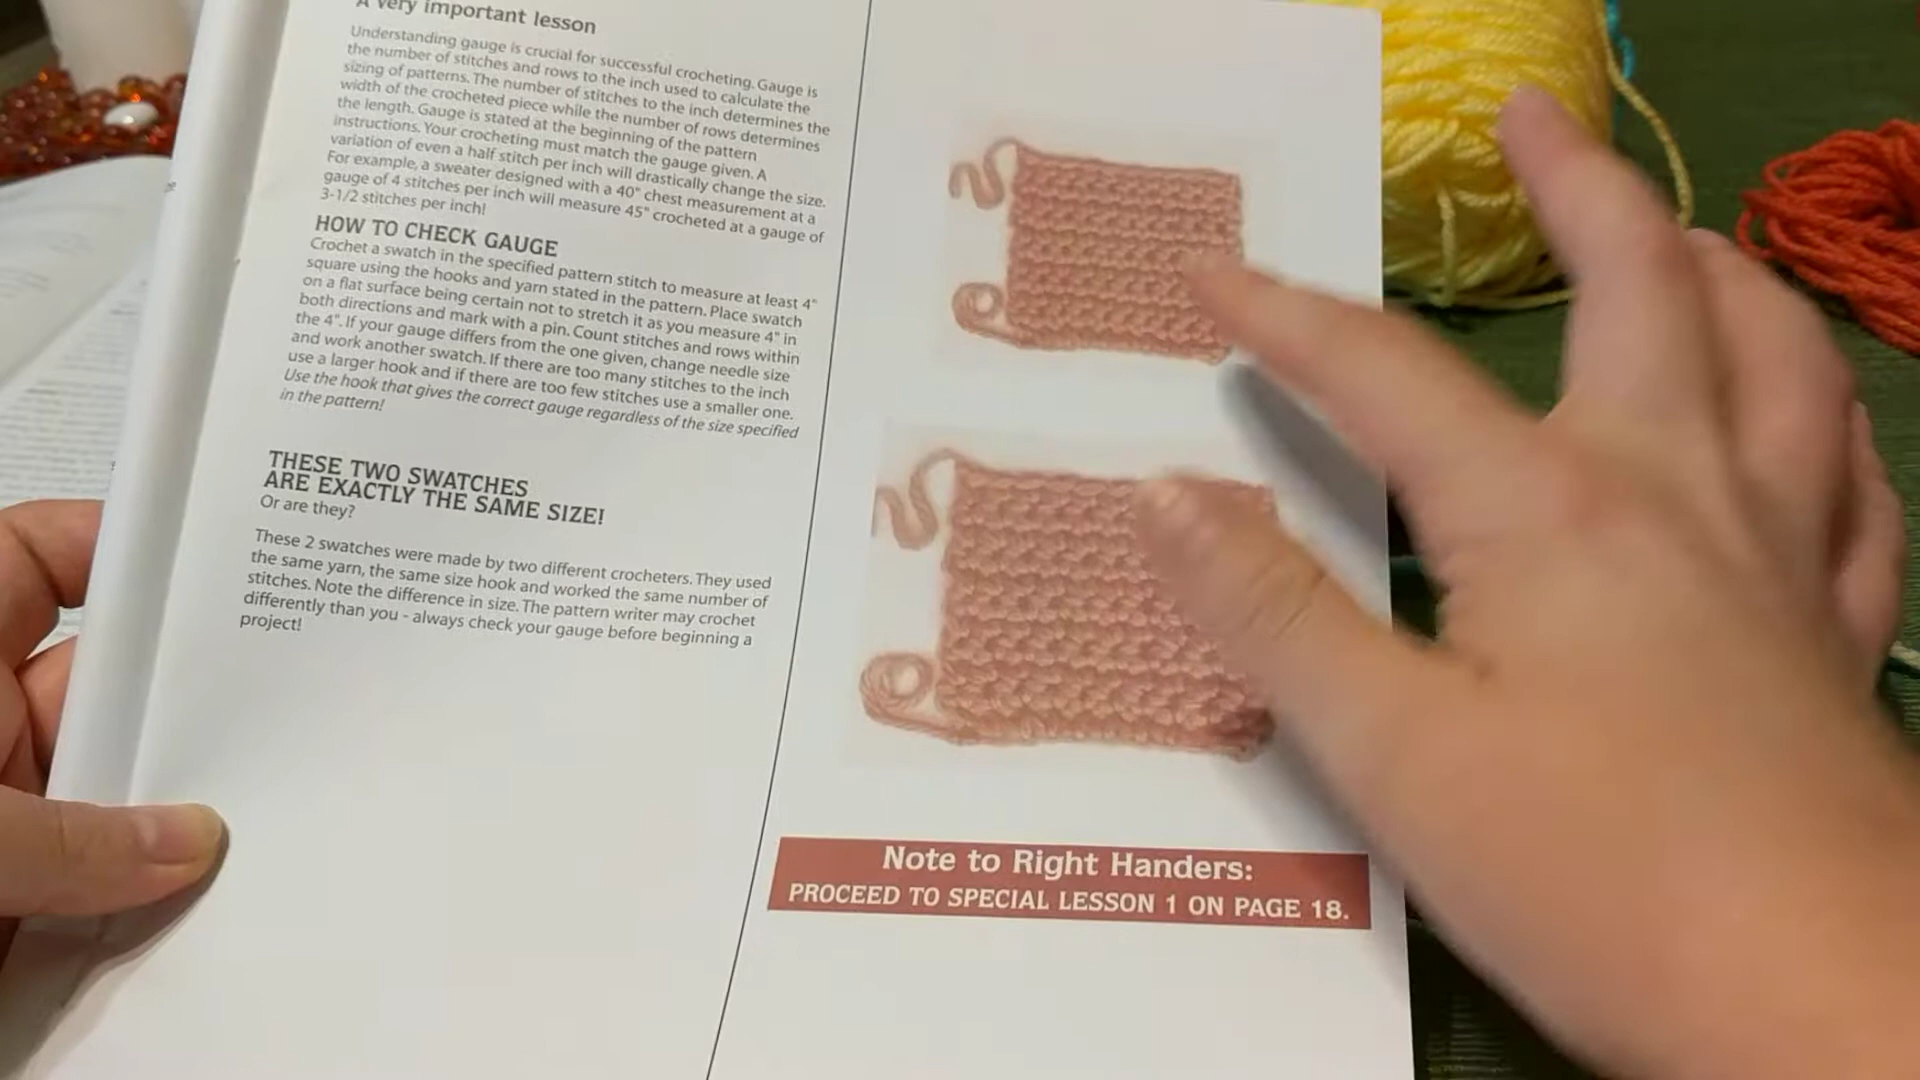 A very important lesson
Understanding gauge is crucial for successful crocheting. Gauge is
the number of stitches and rows to the inch used to calculate the
sizing of patterns. The number of stitches to the inch determines the
width of the crocheted piece while the number of rows determines
the length. Gauge is stated at the beginning of the pattern
instructions. Your crocheting must match the gauge given. A
variation of even a half stitch per inch will drastically change the size.
For example, a sweater designed with a 40" chest measurement at a
gauge of 4 stitches per inch will measure 45" crocheted at a gauge of
3-1/2 stitches per inch!
HOW TO CHECK GAUGE
Crochet a swatch in the specified pattern stitch to measure at least 4"
square using the hooks and yarn stated in the pattern. Place swatch
on a flat surface being certain not to stretch it as you measure 4" in
both directions and mark with a pin. Count stitches and rows within
the 4". If your gauge differs from the one given, change needle size
and work another swatch. If there are too many stitches to the inch
use a larger hook and if there are too few stitches use a smaller one.
Use the hook that gives the correct gauge regardless of the size specified
in the pattern!
THESE TWO SWATCHES
ARE EXACTLY THE SAME SIZE!
Or are they?
These 2 swatches were made by two different crocheters. They used
the same yarn, the same size hook and worked the same number of
stitches. Note the difference in size. The pattern writer may crochet
differently than you - always check your gauge before beginning a
project!
Note to Right Handers:
PROCEED TO SPECIAL LESSON 1 ON PAGE 18.